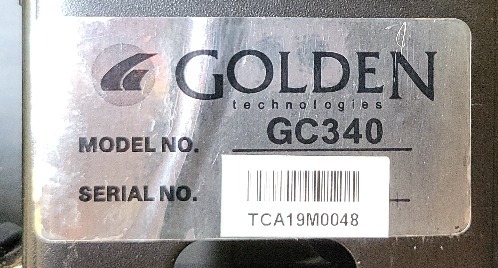 GOLDEN
technologies
MODEL NO. GC340
SERIAL NO. TCA19M0048